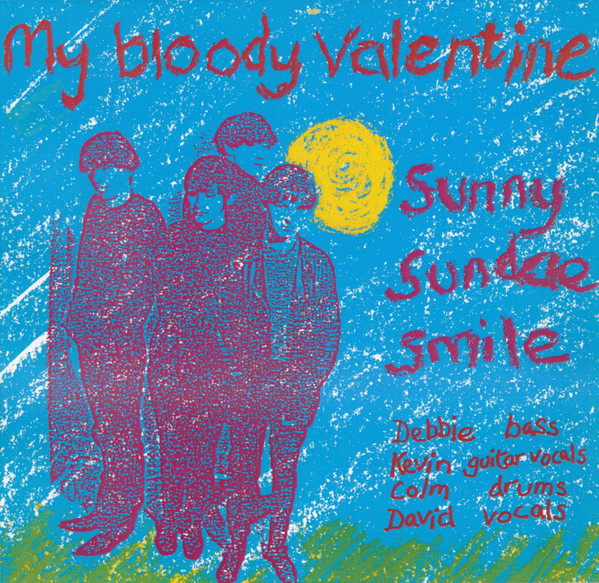 My bloody Valentine
Sunny
Sundae
Smile
Debbie bass
Kevin guitar vocals
Colm drums
David vocals